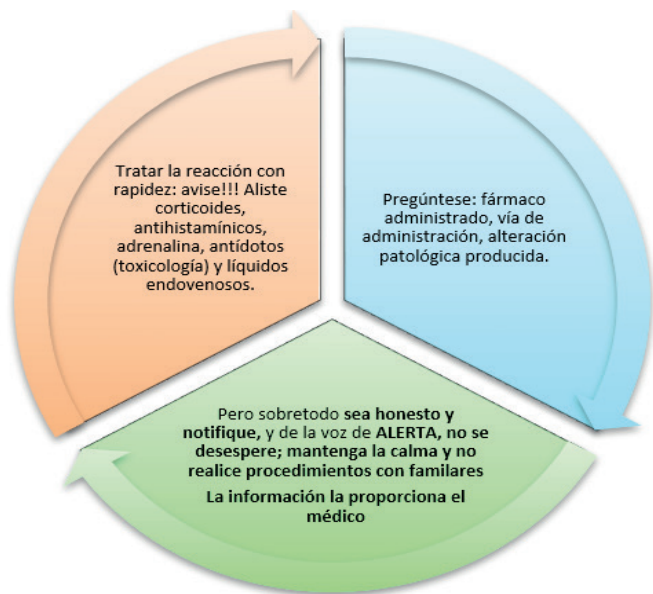 Tratar la reacción con
rapidez: avise!!! Aliste
corticoides,
antihistamínicos,
adrenalina, antídotos
(toxicología) y líquidos
endovenosos.
Pregúntese: fármaco
administrado, vía de
administración, alteración
patológica producida.
Pero sobretodo sea honesto y
notifique, y de la voz de ALERTA, no se
desespere; mantenga la calma y no
realice procedimientos con familares
La información la proporciona el
médico